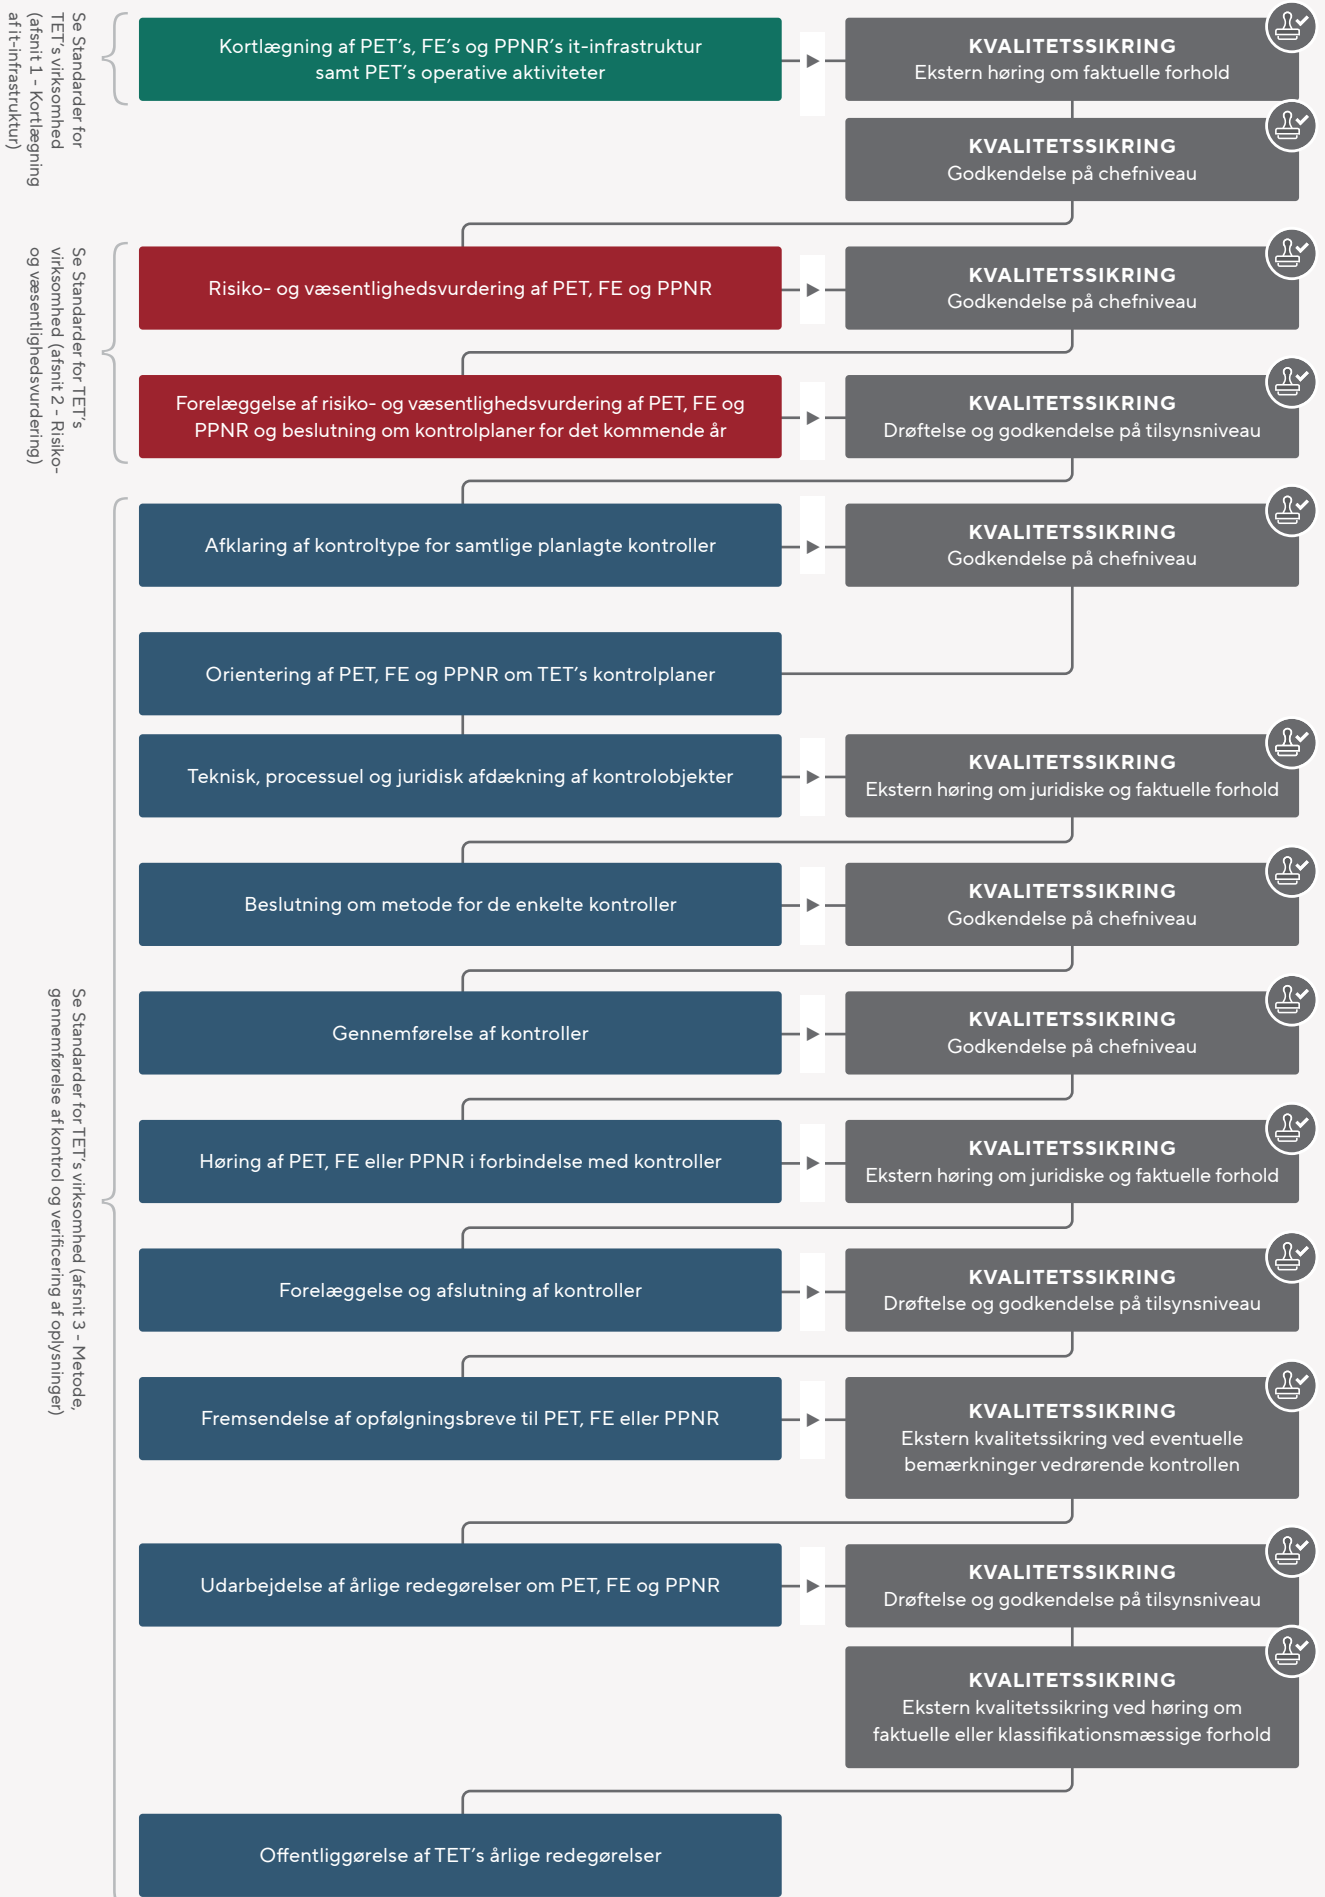 Se Standarder for
TET's virksomhed
(afsnit 1 - Kortlægning
af it-infrastruktur)
Kortlægning af PET's, FE's og PPNR's it-infrastruktur
samt PET's operative aktiviteter
KVALITETSSIKRING
Ekstern høring om faktuelle forhold
KVALITETSSIKRING
Godkendelse på chefniveau
Se Standarder for TET's
virksomhed (afsnit 2 - Risiko-
og væsentlighedsvurdering)
Risiko- og væsentlighedsvurdering af PET, FE og PPNR
KVALITETSSIKRING
Godkendelse på chefniveau
Forelæggelse af risiko- og væsentlighedsvurdering af PET, FE og
PPNR og beslutning om kontrolplaner for det kommende år
KVALITETSSIKRING
Drøftelse og godkendelse på tilsynsniveau
Se Standarder for TET's virksomhed (afsnit 3 - Metode,
gennemførelse af kontrol og verificering af oplysninger)
Afklaring af kontroltype for samtlige planlagte kontroller
KVALITETSSIKRING
Godkendelse på chefniveau
Orientering af PET, FE og PPNR om TET's kontrolplaner
Teknisk, processuel og juridisk afdækning af kontrolobjekter
KVALITETSSIKRING
Ekstern høring om juridiske og faktuelle forhold
Beslutning om metode for de enkelte kontroller
KVALITETSSIKRING
Godkendelse på chefniveau
Gennemførelse af kontroller
KVALITETSSIKRING
Godkendelse på chefniveau
Høring af PET, FE eller PPNR i forbindelse med kontroller
KVALITETSSIKRING
Ekstern høring om juridiske og faktuelle forhold
Forelæggelse og afslutning af kontroller
KVALITETSSIKRING
Drøftelse og godkendelse på tilsynsniveau
Fremsendelse af opfølgningsbreve til PET, FE eller PPNR
KVALITETSSIKRING
Ekstern kvalitetssikring ved eventuelle
bemærkninger vedrørende kontrollen
Udarbejdelse af årlige redegørelser om PET, FE og PPNR
KVALITETSSIKRING
Drøftelse og godkendelse på tilsynsniveau
KVALITETSSIKRING
Ekstern kvalitetssikring ved høring om
faktuelle eller klassifikationsmæssige forhold
Offentliggørelse af TET's årlige redegørelser